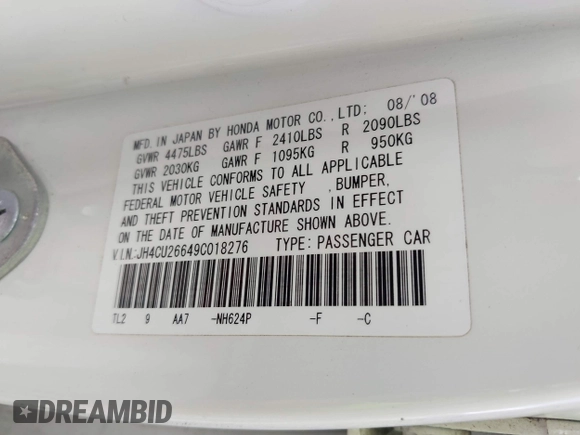 MFD. IN JAPAN BY HONDA MOTOR CO.,LTD; 08/'08
GVWR 4475LBS GAWR F 2410LBS R 2090LBS
GVWR 2030KG GAWR F 1095KG R 950KG
THIS VEHICLE CONFORMS TO ALL APPLICABLE
FEDERAL MOTOR VEHICLE SAFETY , BUMPER,
AND THEFT PREVENTION STANDARDS IN EFFECT
ON THE DATE OF MANUFACTURE SHOWN ABOVE.
V.I.N:JH4CU26649C018276 TYPE:PASSENGER CAR
TL2 9 AA7 -NH624P -F -C
DREAMBID